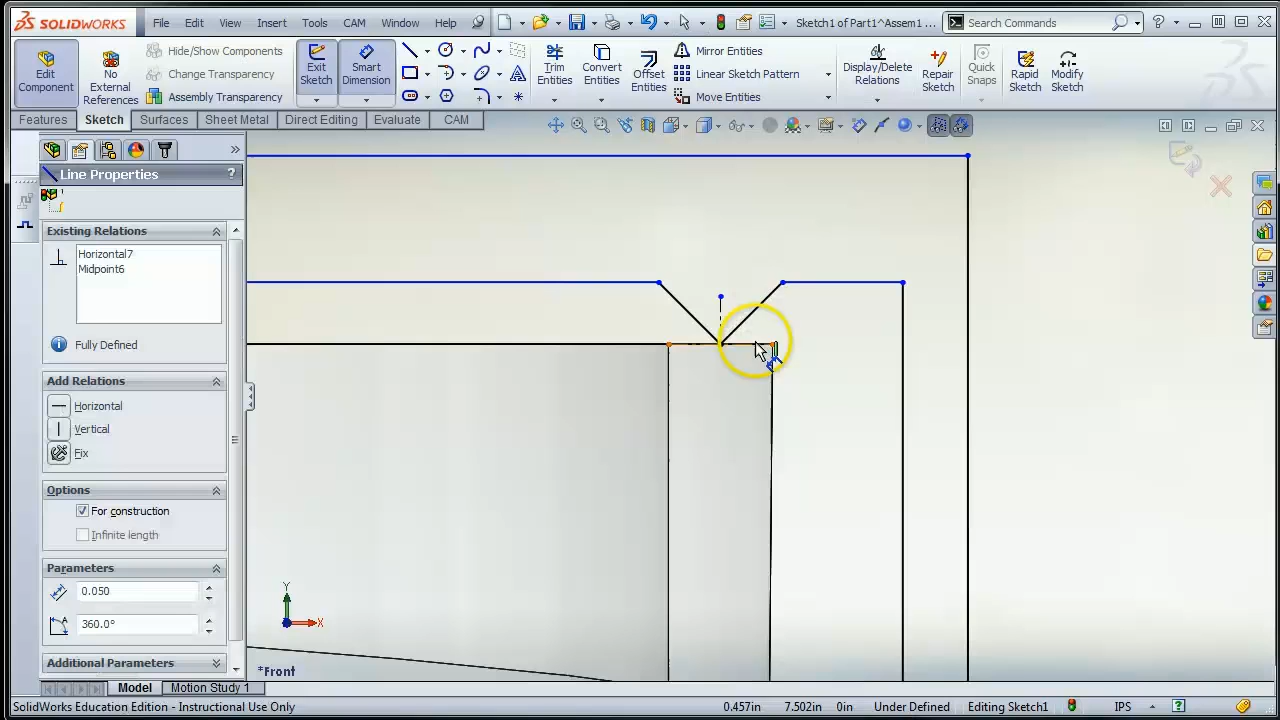 SOLIDWORKS
File Edit View Insert Tools CAM Window Help
Sketch1 of Part1^Assem1 ...
Search Commands
Edit Component
No External References
Hide/Show Components
Change Transparency
Assembly Transparency
Exit Sketch
Smart Dimension
Trim Entities
Convert Entities
Offset Entities
Mirror Entities
Linear Sketch Pattern
Move Entities
Display/Delete Relations
Repair Sketch
Quick Snaps
Rapid Sketch
Modify Sketch
Features Sketch Surfaces Sheet Metal Direct Editing Evaluate CAM
Line Properties ?
Existing Relations
Horizontal7
Midpoint6
Fully Defined
Add Relations
Horizontal
Vertical
Fix
Options
For construction
Infinite length
Parameters
0.050
360.0°
Additional Parameters
Y
X
*Front
Model Motion Study 1
SolidWorks Education Edition - Instructional Use Only
0.457in 7.502in 0in Under Defined Editing Sketch1 IPS